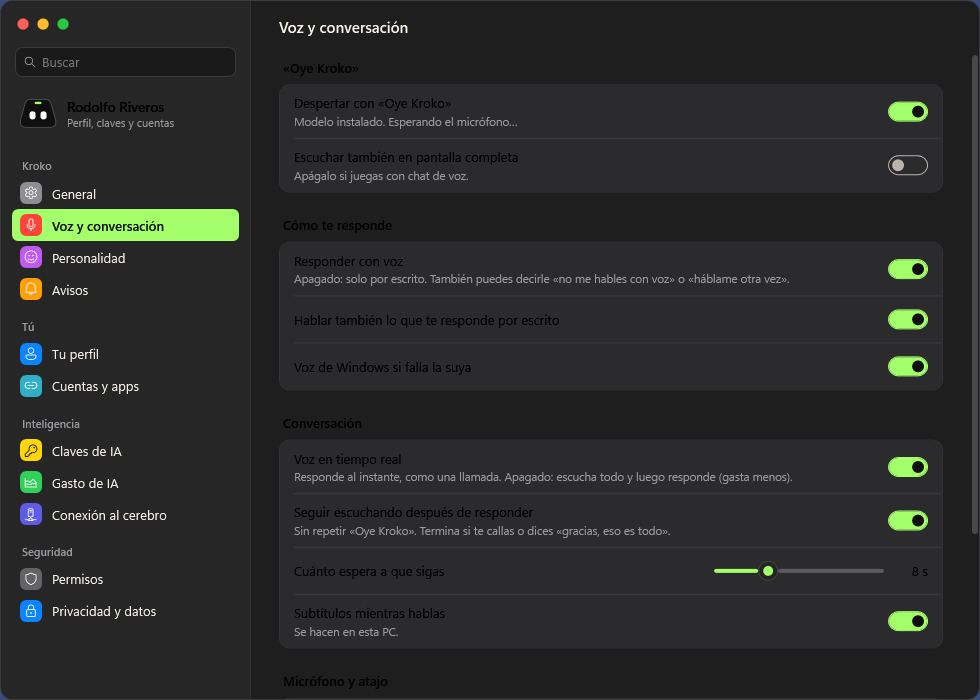 Buscar
Rodolfo Riveros
Perfil, claves y cuentas
Kroko
General
Voz y conversación
Personalidad
Avisos
Tú
Tu perfil
Cuentas y apps
Inteligencia
Claves de IA
Gasto de IA
Conexión al cerebro
Seguridad
Permisos
Privacidad y datos
Voz y conversación
«Oye Kroko»
Despertar con «Oye Kroko»
Modelo instalado. Esperando el micrófono...
Escuchar también en pantalla completa
Apágalo si juegas con chat de voz.
Cómo te responde
Responder con voz
Apagado: solo por escrito. También puedes decirle «no me hables con voz» o «háblame otra vez».
Hablar también lo que te responde por escrito
Voz de Windows si falla la suya
Conversación
Voz en tiempo real
Responde al instante, como una llamada. Apagado: escucha todo y luego responde (gasta menos).
Seguir escuchando después de responder
Sin repetir «Oye Kroko». Termina si te callas o dices «gracias, eso es todo».
Cuánto espera a que sigas
8 s
Subtítulos mientras hablas
Se hacen en esta PC.
Micrófono y atajo